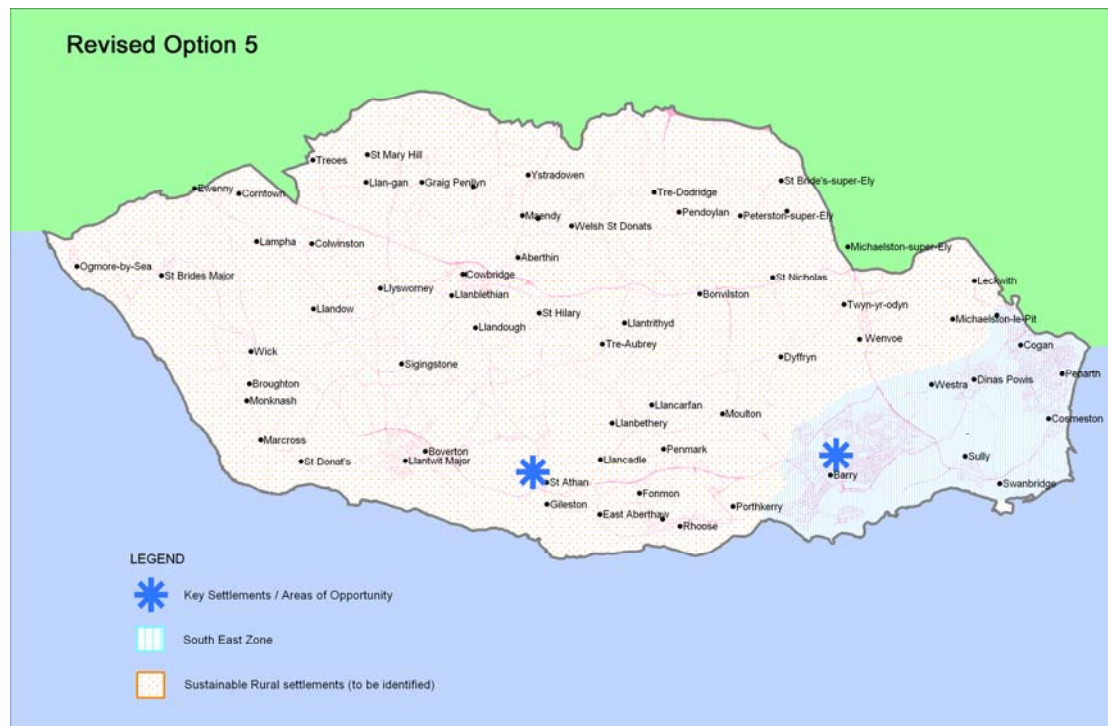 Revised Option 5
Treoes
St Mary Hill
Llan-gan
Graig Penllyn
Ystradowen
St Bride's-super-Ely
Ewenny
Corntown
Tre-Dodridge
Maendy
Pendoylan
Peterston-super-Ely
Welsh St Donats
Lampha
Colwinston
Michaelston-super-Ely
Aberthin
Ogmore-by-Sea
St Brides Major
Cowbridge
St Nicholas
Leckwith
Llysworney
Llanblethian
Bonvilston
Twyn-yr-odyn
Llandow
St Hilary
Michaelston-le-Pit
Llandough
Llantrithyd
Wenvoe
Tre-Aubrey
Cogan
Wick
Dyffryn
Sigingstone
Penarth
Broughton
Westra
Dinas Powis
Monknash
Llancarfan
Moulton
Cosmeston
Llanbethery
Marcross
Boverton
Penmark
St Donat's
Llantwit Major
Llancadle
Sully
Barry
St Athan
Swanbridge
Fonmon
Gileston
Porthkerry
East Aberthaw
Rhoose
LEGEND
Key Settlements / Areas of Opportunity
South East Zone
Sustainable Rural settlements (to be identified)